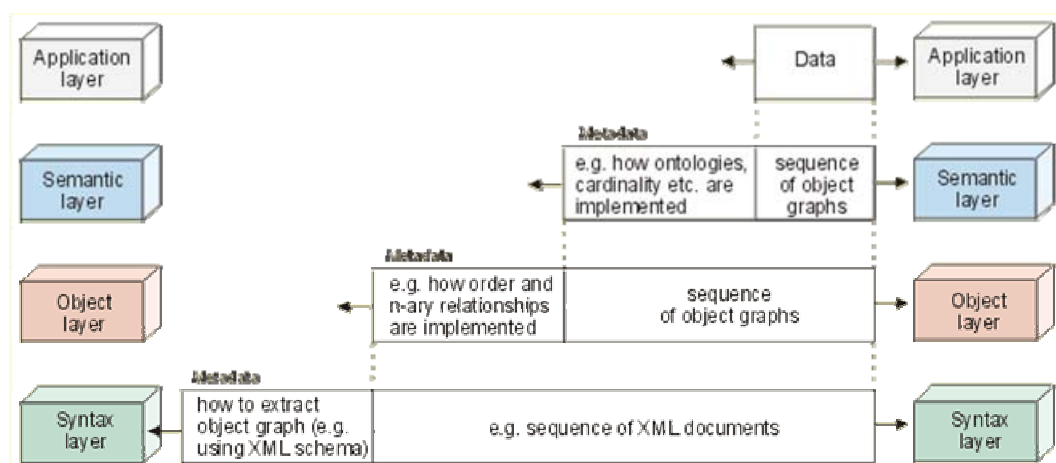 Application
layer
Data
Application
layer
Metadata
Semantic
layer
e.g. how ontologies,
cardinality etc. are
implemented
sequence
of object
graphs
Semantic
layer
Metadata
Object
layer
e.g. how order and
n-ary relationships
are implemented
sequence
of object graphs
Object
layer
Metadata
Syntax
layer
how to extract
object graph (e.g.
using XML schema)
e.g. sequence of XML documents
Syntax
layer